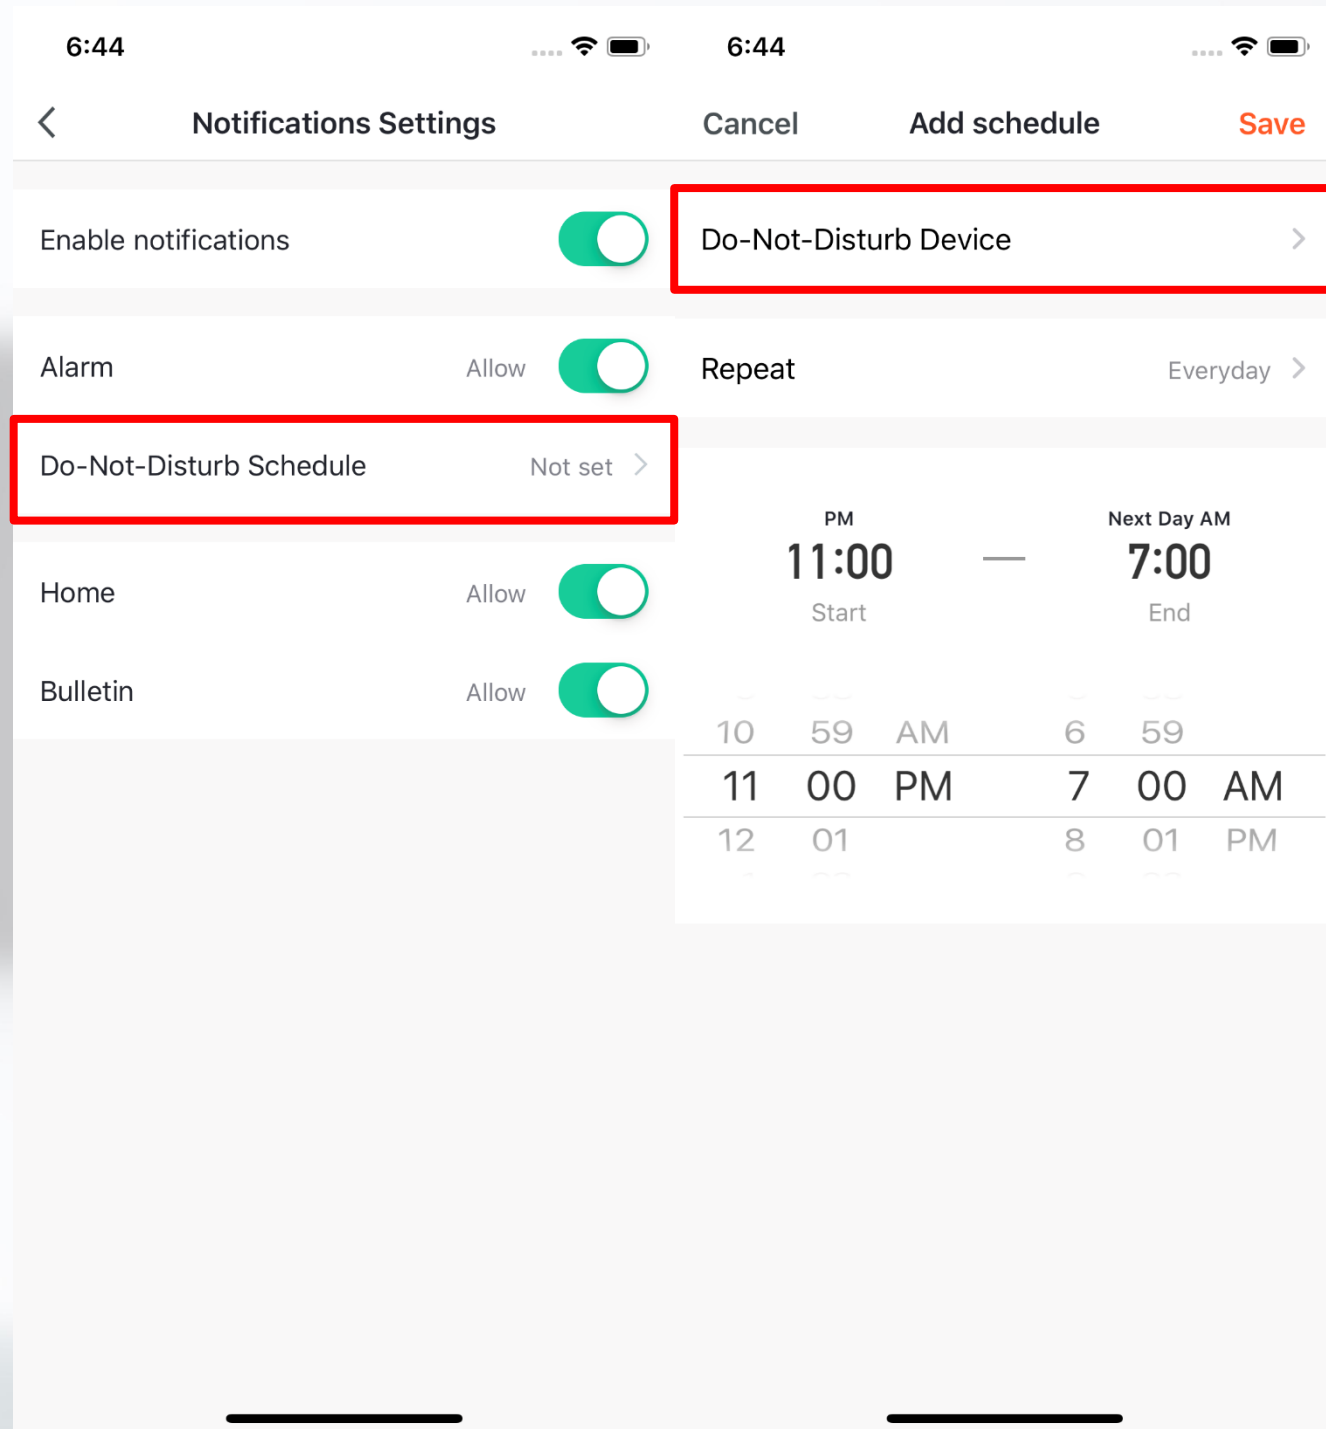 6:44
Notifications Settings
Enable notifications
Alarm Allow
Do-Not-Disturb Schedule Not set
Home Allow
Bulletin Allow
6:44
Cancel Add schedule Save
Do-Not-Disturb Device
Repeat Everyday
PM Next Day AM
11:00 — 7:00
Start End
10 59 AM 6 59
11 00 PM 7 00 AM
12 01 8 01 PM